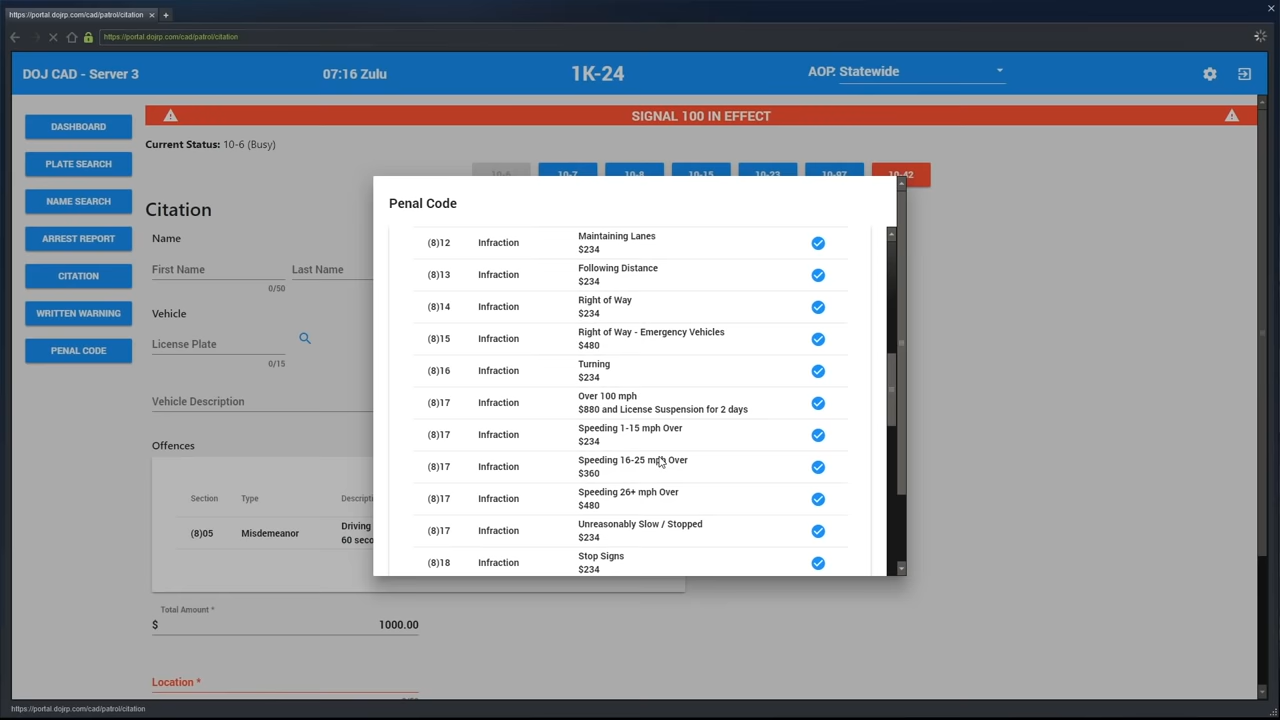 https://portal.dojrp.com/cad/patrol/citation
https://portal.dojrp.com/cad/patrol/citation
DOJ CAD - Server 3
07:16 Zulu
1K-24
AOP: Statewide
SIGNAL 100 IN EFFECT
DASHBOARD
PLATE SEARCH
NAME SEARCH
ARREST REPORT
CITATION
WRITTEN WARNING
PENAL CODE
Current Status: 10-6 (Busy)
10-6 10-7 10-8 10-15 10-23 10-97 10-42
Citation
Name
First Name Last Name
0/50
Vehicle
License Plate
0/15
Vehicle Description
Offences
Section Type Descripti
(8)05 Misdemeanor Driving
60 seco
Total Amount *
$ 1000.00
Location *
Penal Code
(8)12 Infraction Maintaining Lanes
$234
(8)13 Infraction Following Distance
$234
(8)14 Infraction Right of Way
$234
(8)15 Infraction Right of Way - Emergency Vehicles
$480
(8)16 Infraction Turning
$234
(8)17 Infraction Over 100 mph
$880 and License Suspension for 2 days
(8)17 Infraction Speeding 1-15 mph Over
$234
(8)17 Infraction Speeding 16-25 mph Over
$360
(8)17 Infraction Speeding 26+ mph Over
$480
(8)17 Infraction Unreasonably Slow / Stopped
$234
(8)18 Infraction Stop Signs
$234
https://portal.dojrp.com/cad/patrol/citation